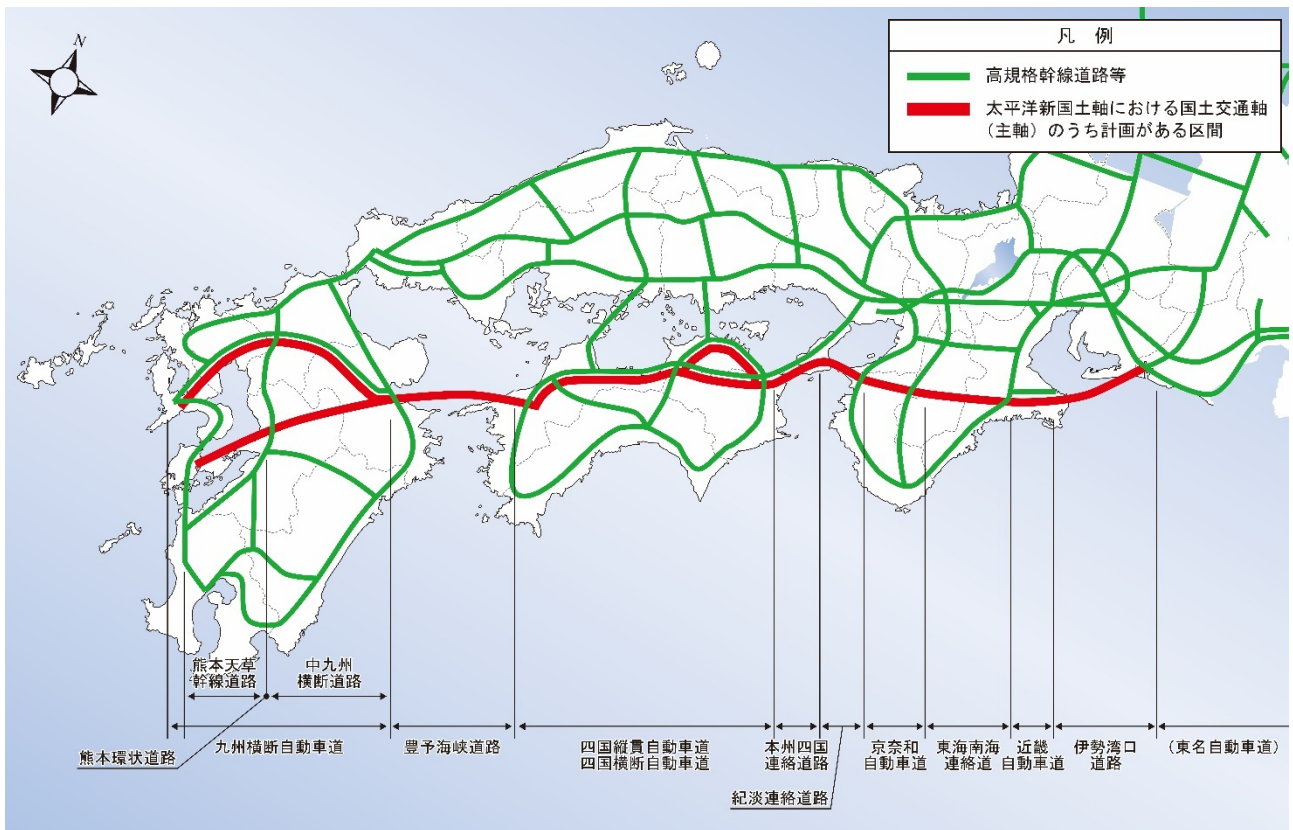 N
凡 例
高規格幹線道路等
太平洋新国土軸における国土交通軸
(主軸)のうち計画がある区間
熊本天草
幹線道路
中九州
横断道路
熊本環状道路
九州横断自動車道
豊予海峡道路
四国縦貫自動車道
四国横断自動車道
本州四国
連絡道路
紀淡連絡道路
京奈和
自動車道
東海南海
連絡道
近畿
自動車道
伊勢湾口
道路
(東名自動車道)